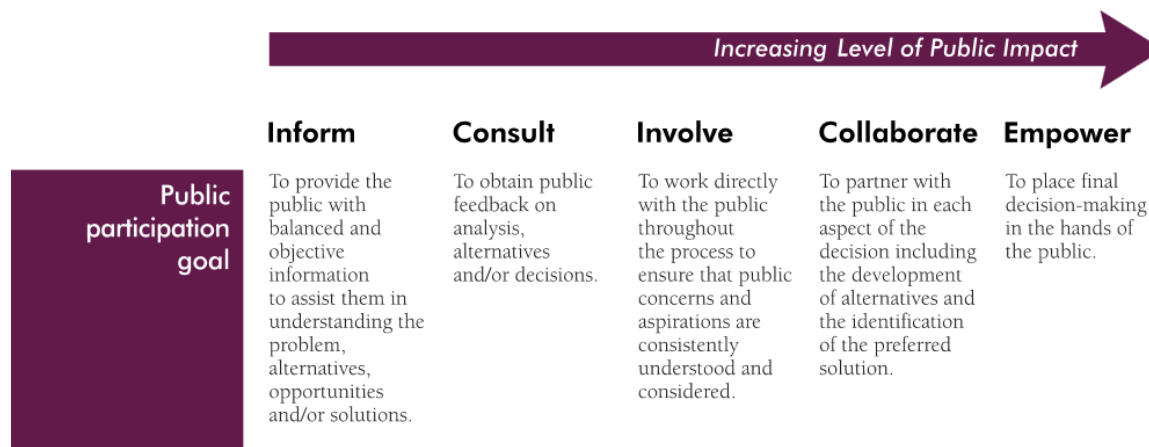 Increasing Level of Public Impact
Inform
Consult
Involve
Collaborate
Empower
Public
participation
goal
To provide the
public with
balanced and
objective
information
to assist them in
understanding the
problem,
alternatives,
opportunities
and/or solutions.
To obtain public
feedback on
analysis,
alternatives
and/or decisions.
To work directly
with the public
throughout
the process to
ensure that public
concerns and
aspirations are
consistently
understood and
considered.
To partner with
the public in each
aspect of the
decision including
the development
of alternatives and
the identification
of the preferred
solution.
To place final
decision-making
in the hands of
the public.